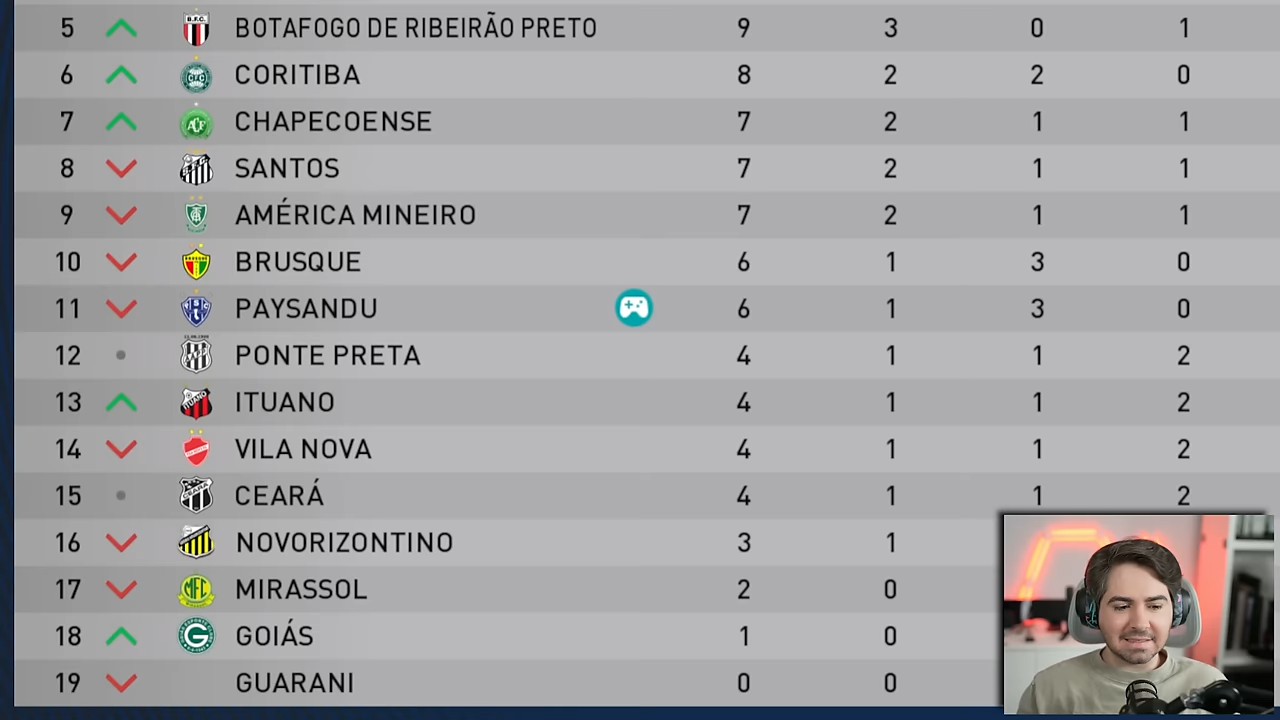 5 BOTAFOGO DE RIBEIRÃO PRETO 9 3 0 1
6 CORITIBA 8 2 2 0
7 CHAPECOENSE 7 2 1 1
8 SANTOS 7 2 1 1
9 AMÉRICA MINEIRO 7 2 1 1
10 BRUSQUE 6 1 3 0
11 PAYSANDU 6 1 3 0
12 PONTE PRETA 4 1 1 2
13 ITUANO 4 1 1 2
14 VILA NOVA 4 1 1 2
15 CEARÁ 4 1 1 2
16 NOVORIZONTINO 3 1
17 MIRASSOL 2 0
18 GOIÁS 1 0
19 GUARANI 0 0